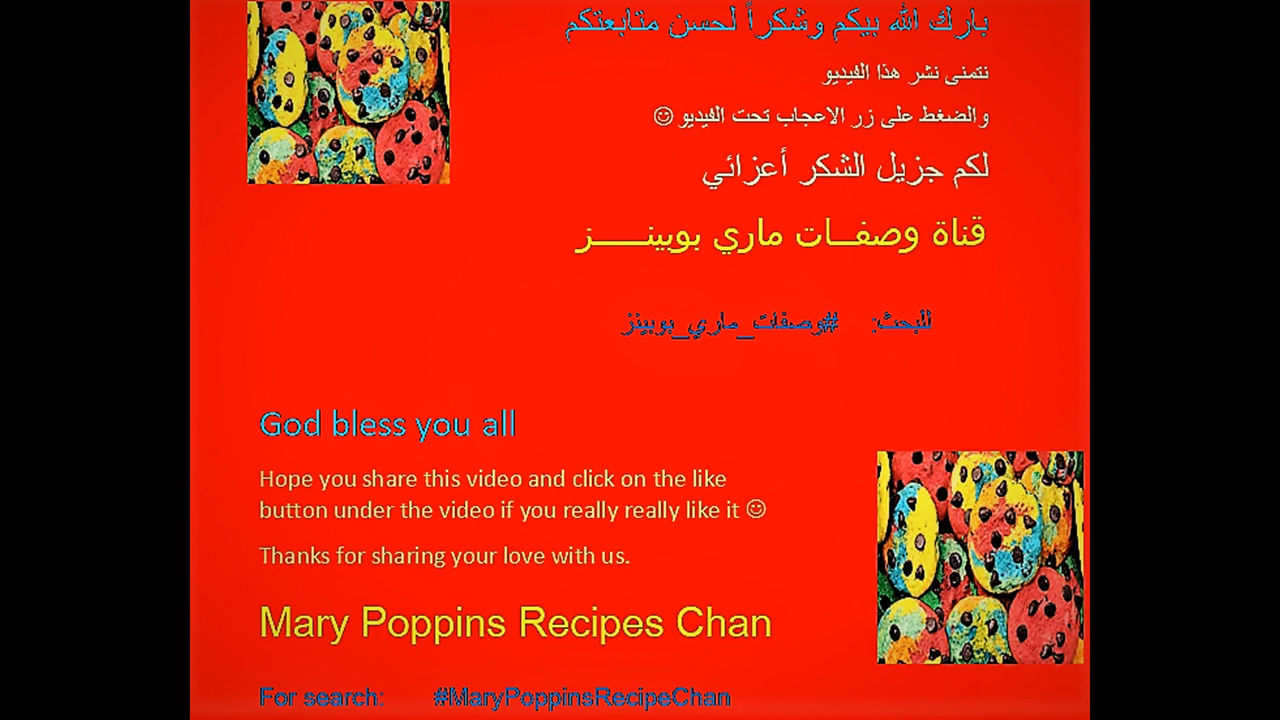 بارك الله بيكم وشكراً لحسن متابعتكم
نتمنى نشر هذا الفيديو
والضغط على زر الاعجاب تحت الفيديو ☺
لكم جزيل الشكر أعزائي
قناة وصفــات ماري بوبينـــــز
للبحث: #وصفات_ماري_بوبينز
God bless you all
Hope you share this video and click on the like
button under the video if you really really like it ☺
Thanks for sharing your love with us.
Mary Poppins Recipes Chan
For search: #MaryPoppinsRecipeChan